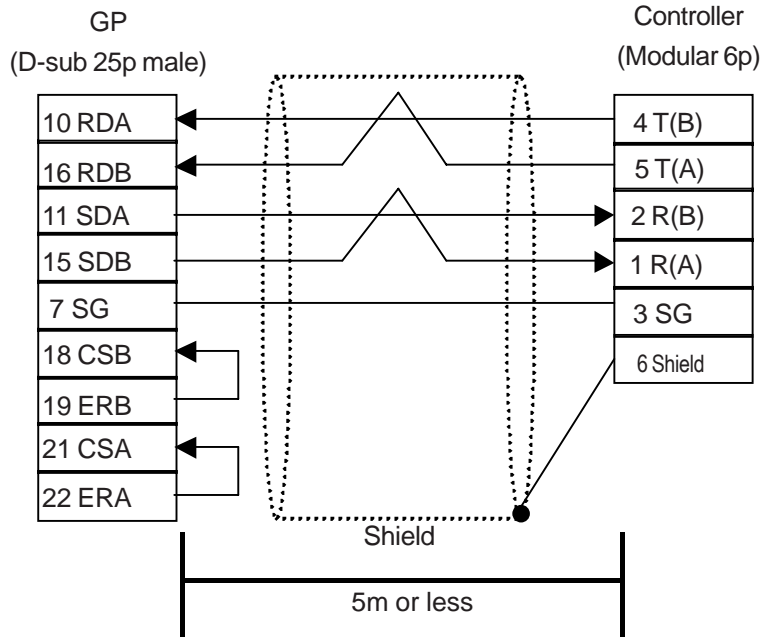 GP
(D-sub 25p male)
Controller
(Modular 6p)
10 RDA
16 RDB
11 SDA
15 SDB
7 SG
18 CSB
19 ERB
21 CSA
22 ERA
4 T(B)
5 T(A)
2 R(B)
1 R(A)
3 SG
6 Shield
Shield
5m or less